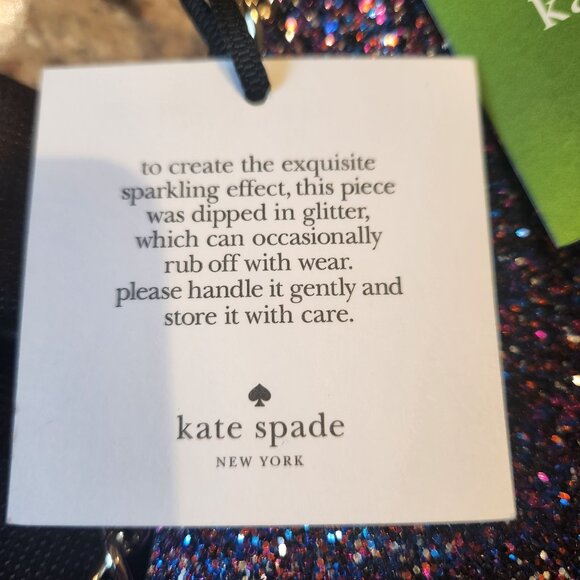 to create the exquisite
sparkling effect, this piece
was dipped in glitter,
which can occasionally
rub off with wear.
please handle it gently and
store it with care.
kate spade
NEW YORK